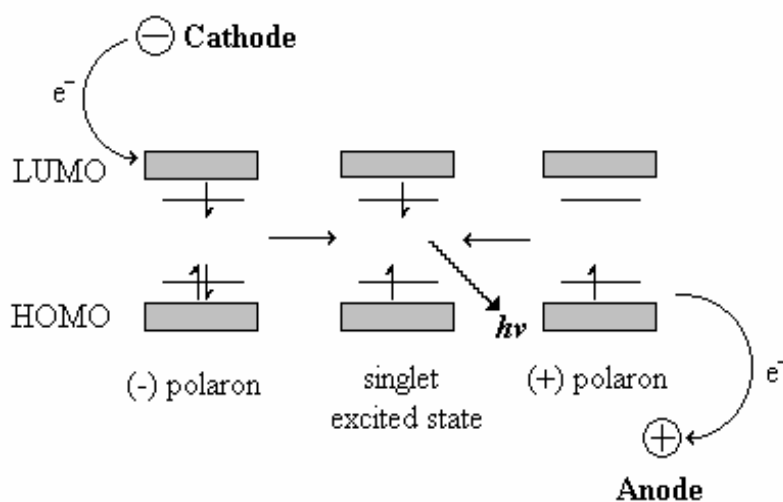 Cathode
e⁻
LUMO
HOMO
hν
(-) polaron
singlet
excited state
(+) polaron
e⁻
Anode